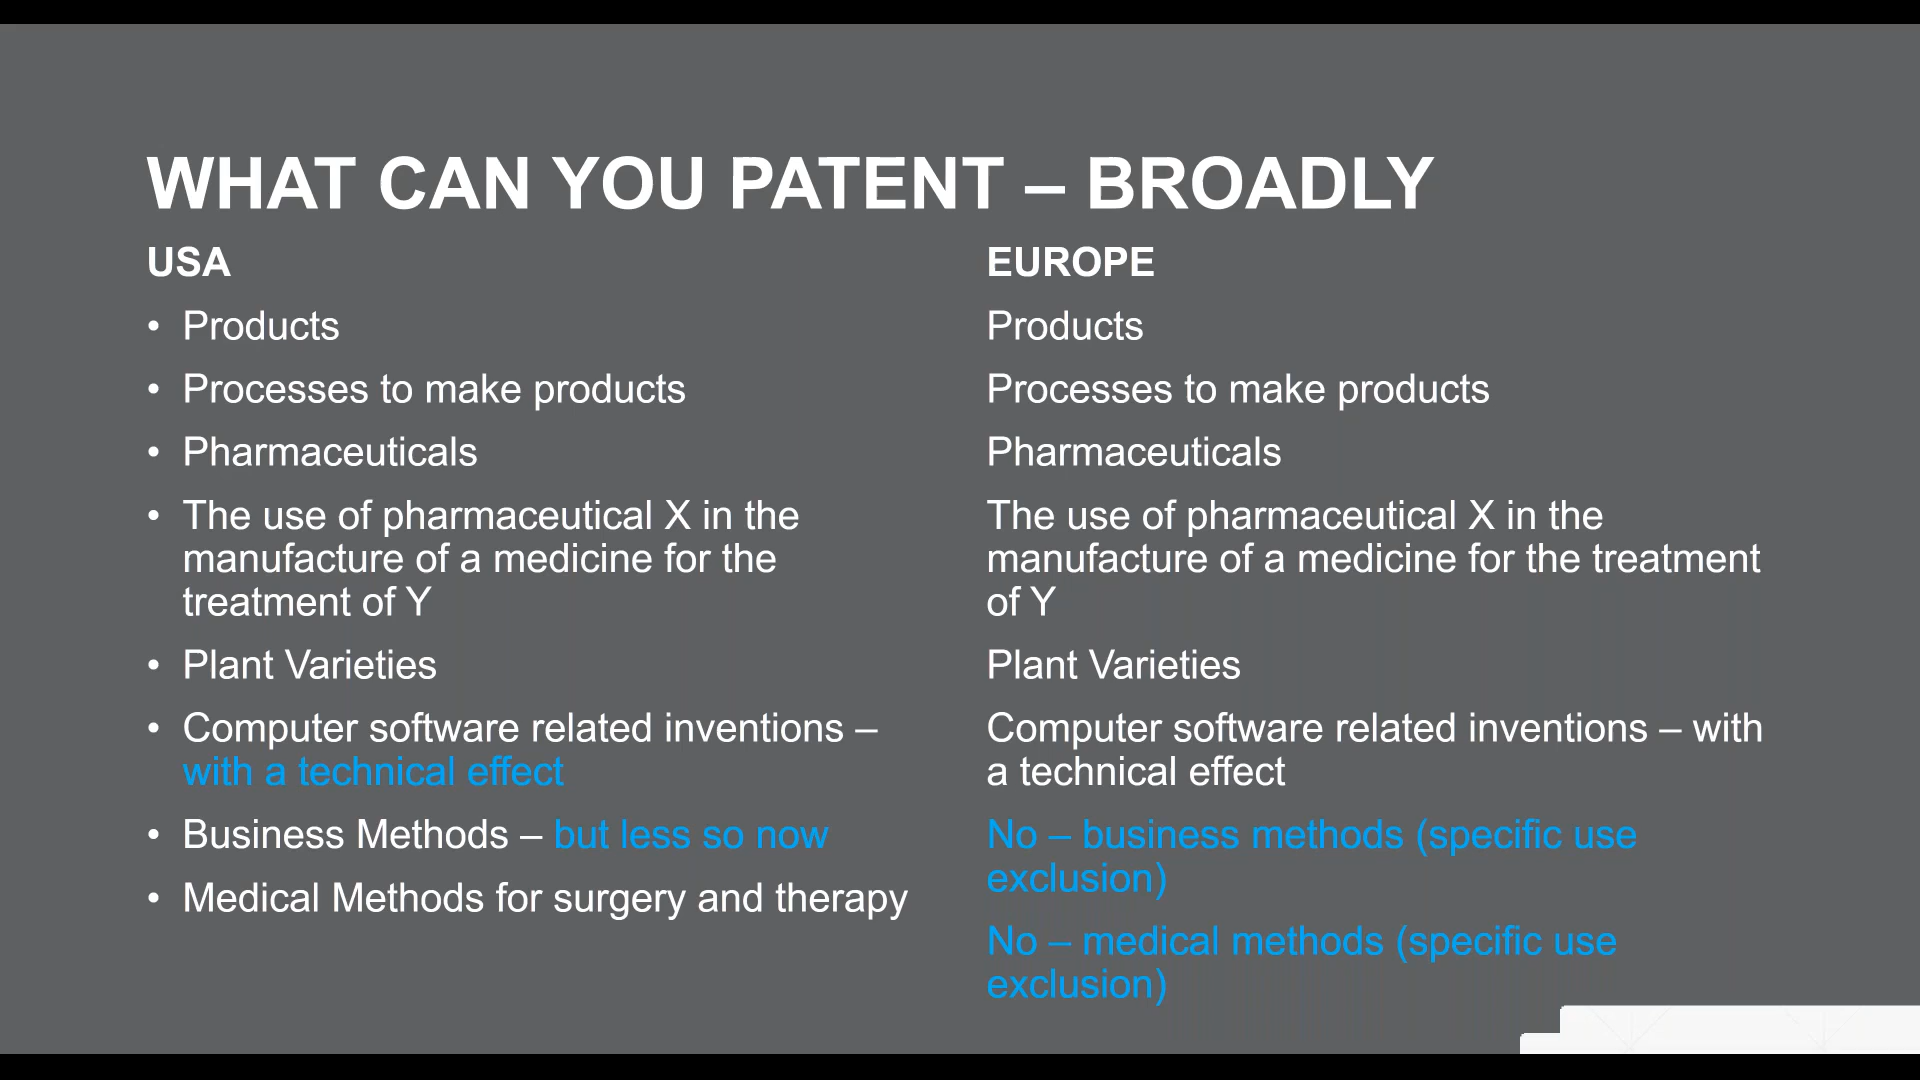 WHAT CAN YOU PATENT – BROADLY
USA
• Products
• Processes to make products
• Pharmaceuticals
• The use of pharmaceutical X in the
manufacture of a medicine for the
treatment of Y
• Plant Varieties
• Computer software related inventions –
with a technical effect
• Business Methods – but less so now
• Medical Methods for surgery and therapy
EUROPE
Products
Processes to make products
Pharmaceuticals
The use of pharmaceutical X in the
manufacture of a medicine for the treatment
of Y
Plant Varieties
Computer software related inventions – with
a technical effect
No – business methods (specific use
exclusion)
No – medical methods (specific use
exclusion)